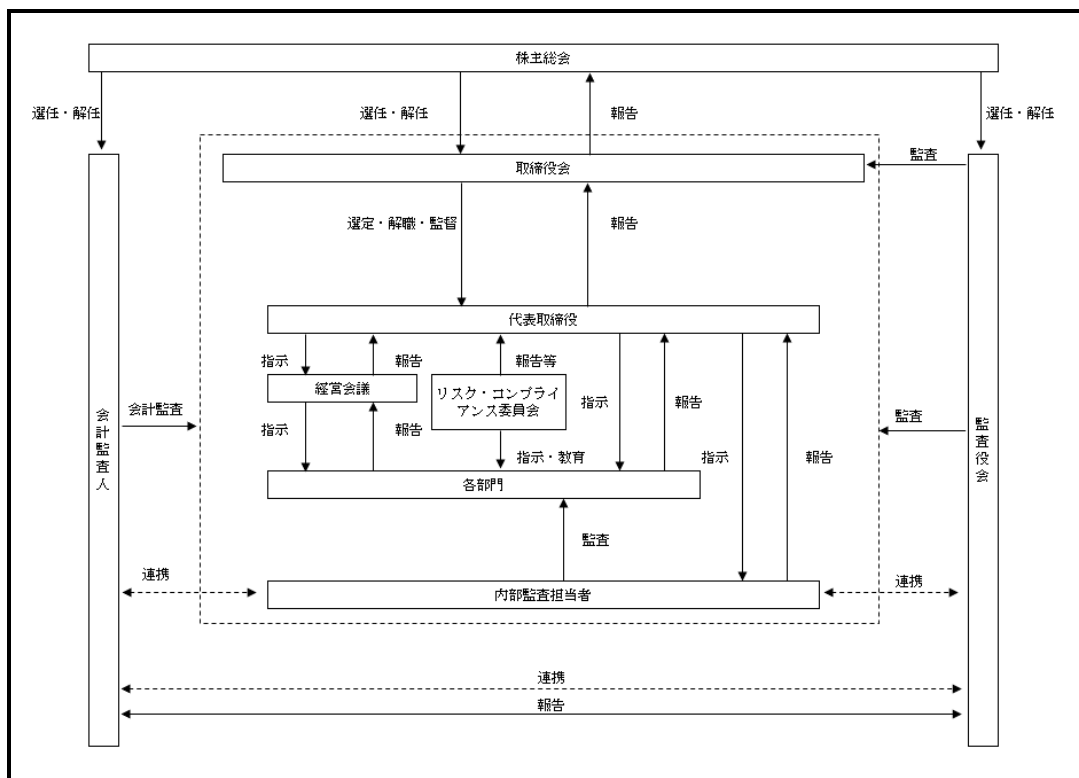 株主総会
選任・解任
選任・解任
報告
選任・解任
取締役会
監査
選定・解職・監督
報告
代表取締役
指示
報告
報告等
経営会議
リスク・コンプライ
アンス委員会
指示
報告
会計監査
監査
指示
報告
指示・教育
指示
報告
各部門
会計監査人
監査役会
監査
連携
内部監査担当者
連携
連携
報告